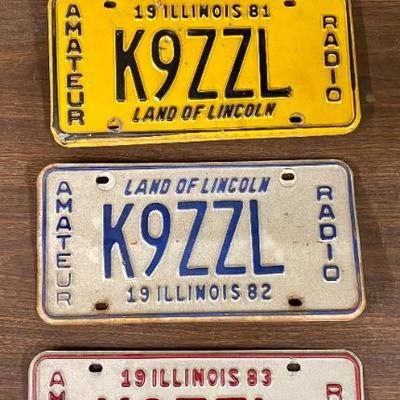 19 ILLINOIS 81
AMATEUR
K9ZZL
RADIO
LAND OF LINCOLN
LAND OF LINCOLN
AMATEUR
K9ZZL
RADIO
19 ILLINOIS 82
19 ILLINOIS 83